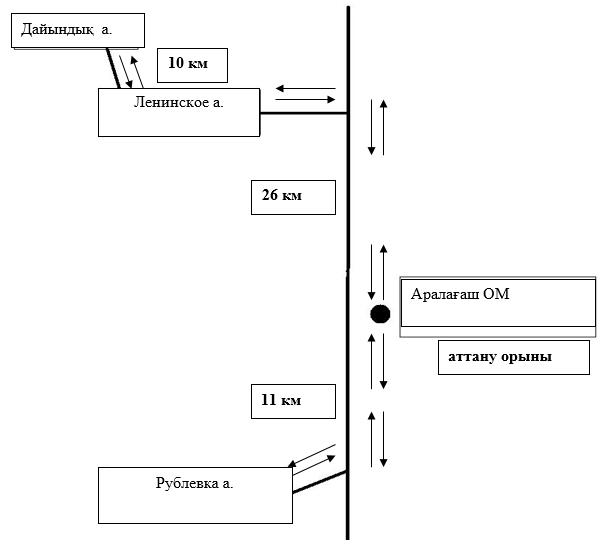 Дайындық а.
10 км
Ленинское а.
26 км
Аралағаш ОМ
аттану орыны
11 км
Рублевка а.